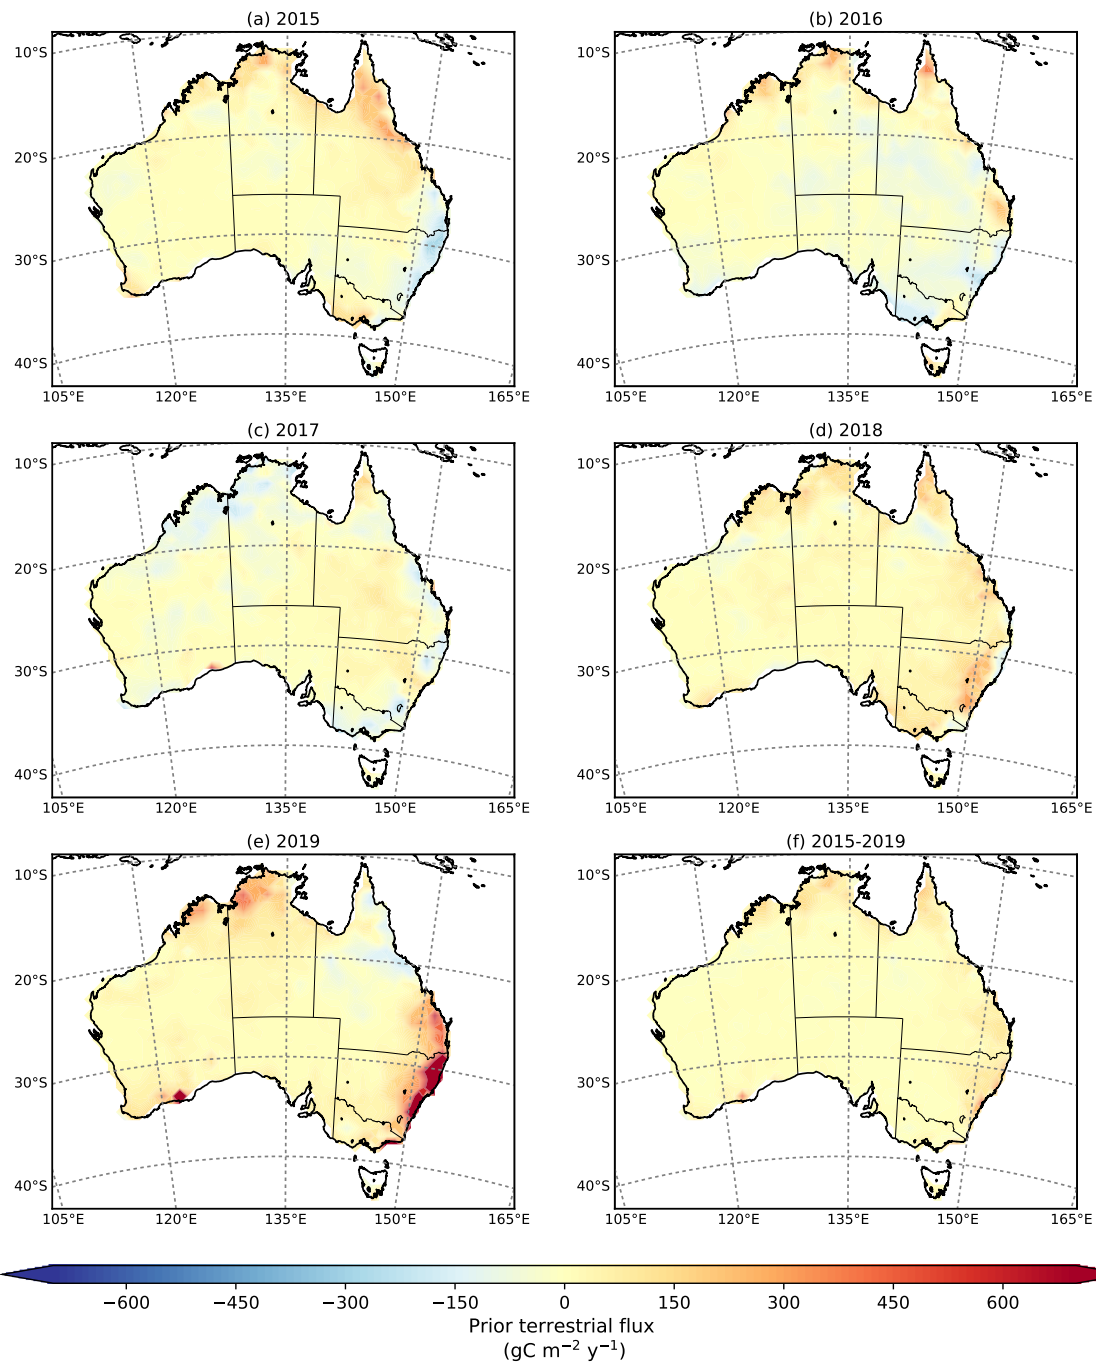 (a) 2015
(b) 2016
10°S
20°S
30°S
40°S
105°E 120°E 135°E 150°E 165°E
10°S
20°S
30°S
40°S
105°E 120°E 135°E 150°E 165°E
(c) 2017
(d) 2018
10°S
20°S
30°S
40°S
105°E 120°E 135°E 150°E 165°E
10°S
20°S
30°S
40°S
105°E 120°E 135°E 150°E 165°E
(e) 2019
(f) 2015-2019
10°S
20°S
30°S
40°S
105°E 120°E 135°E 150°E 165°E
10°S
20°S
30°S
40°S
105°E 120°E 135°E 150°E 165°E
−600 −450 −300 −150 0 150 300 450 600
Prior terrestrial flux
(gC m⁻² y⁻¹)